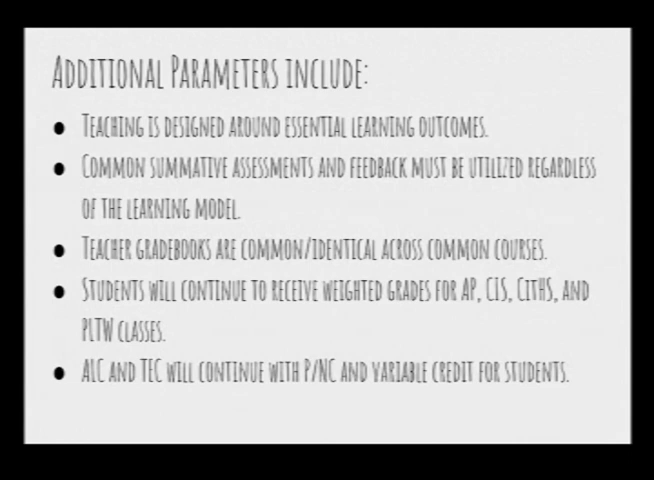 Additional Parameters include:
● Teaching is designed around essential learning outcomes.
● Common summative assessments and feedback must be utilized regardless
of the learning model.
● Teacher gradebooks are common/identical across common courses.
● Students will continue to receive weighted grades for AP, CIS, CitHS, and
PLTW classes.
● ALC and TEC will continue with P/NC and variable credit for students.